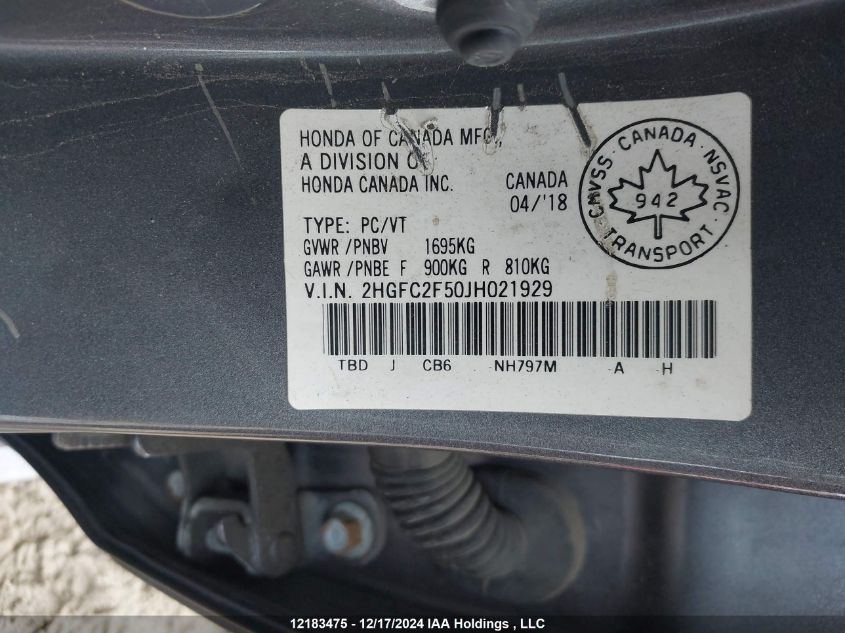 HONDA OF CANADA MFG.,
A DIVISION OF
HONDA CANADA INC. CANADA
04/'18
TYPE: PC/VT
GVWR /PNBV 1695KG
GAWR /PNBE F 900KG R 810KG
V.I.N. 2HGFC2F50JH021929
TBD J CB6 NH797M A H
CMVSS · CANADA · NSVAC
942
· TRANSPORT ·
12183475 - 12/17/2024 IAA Holdings , LLC